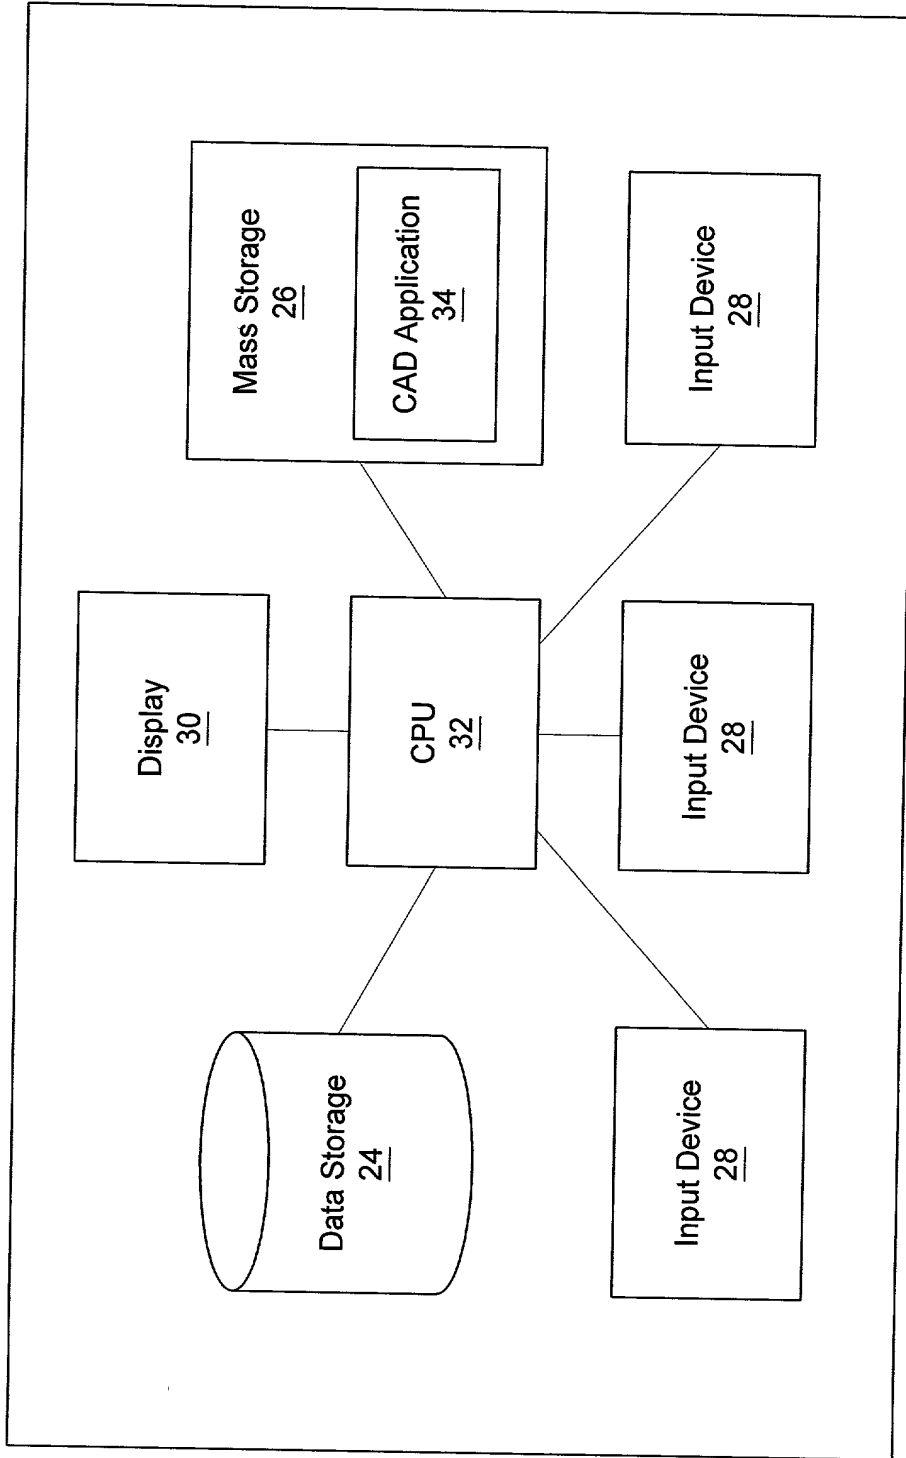 Display
30
Data Storage
24
CPU
32
Mass Storage
26
CAD Application
34
Input Device
28
Input Device
28
Input Device
28